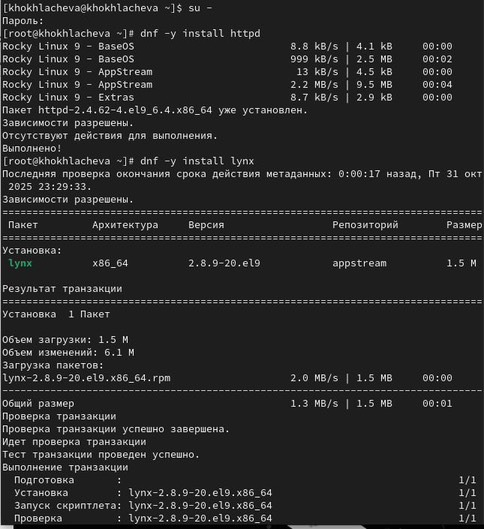 [khokhlacheva@khokhlacheva ~]$ su -
Пароль:
[root@khokhlacheva ~]# dnf -y install httpd
Rocky Linux 9 - BaseOS 8.8 kB/s | 4.1 kB 00:00
Rocky Linux 9 - BaseOS 999 kB/s | 2.5 MB 00:02
Rocky Linux 9 - AppStream 13 kB/s | 4.5 kB 00:00
Rocky Linux 9 - AppStream 2.2 MB/s | 9.5 MB 00:04
Rocky Linux 9 - Extras 8.7 kB/s | 2.9 kB 00:00
Пакет httpd-2.4.62-4.el9_6.4.x86_64 уже установлен.
Зависимости разрешены.
Отсутствуют действия для выполнения.
Выполнено!
[root@khokhlacheva ~]# dnf -y install lynx
Последняя проверка окончания срока действия метаданных: 0:00:17 назад, Пт 31 окт
2025 23:29:33.
Зависимости разрешены.
================================================================================
Пакет Архитектура Версия Репозиторий Размер
================================================================================
Установка:
lynx x86_64 2.8.9-20.el9 appstream 1.5 M

Результат транзакции
================================================================================
Установка 1 Пакет

Объем загрузки: 1.5 M
Объем изменений: 6.1 M
Загрузка пакетов:
lynx-2.8.9-20.el9.x86_64.rpm 2.0 MB/s | 1.5 MB 00:00
--------------------------------------------------------------------------------
Общий размер 1.3 MB/s | 1.5 MB 00:01
Проверка транзакции
Проверка транзакции успешно завершена.
Идет проверка транзакции
Тест транзакции проведен успешно.
Выполнение транзакции
Подготовка : 1/1
Установка : lynx-2.8.9-20.el9.x86_64 1/1
Запуск скриптлета: lynx-2.8.9-20.el9.x86_64 1/1
Проверка : lynx-2.8.9-20.el9.x86_64 1/1